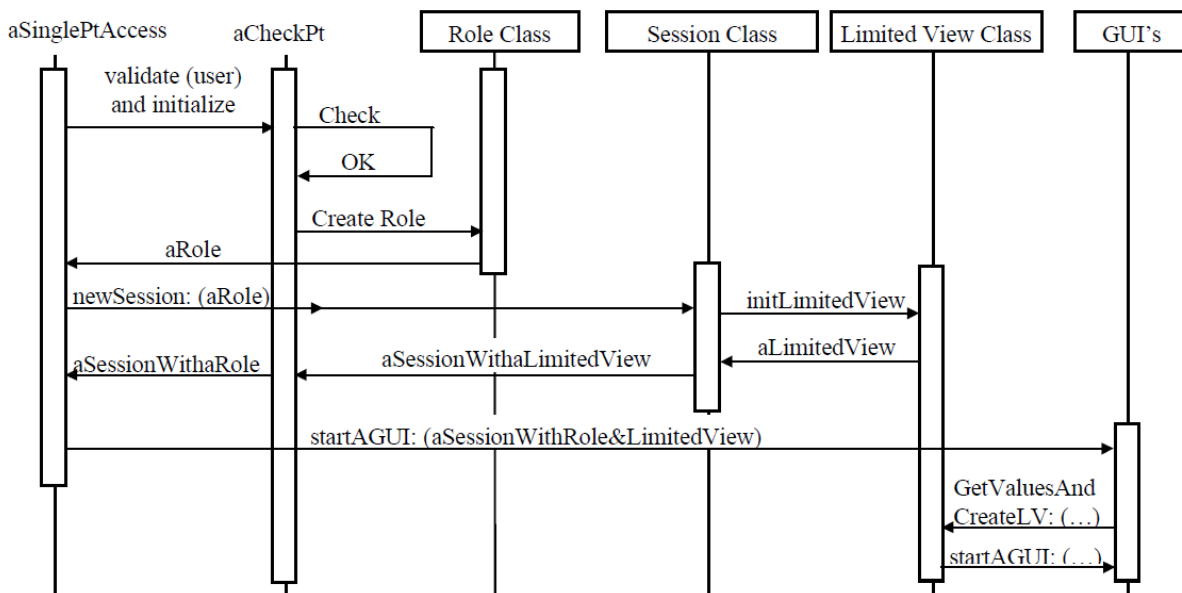 aSinglePtAccess
aCheckPt
Role Class
Session Class
Limited View Class
GUI's
validate (user)
and initialize
Check
OK
Create Role
aRole
newSession: (aRole)
initLimitedView
aLimitedView
aSessionWithaLimitedView
aSessionWithaRole
startAGUI: (aSessionWithRole&LimitedView)
GetValuesAnd
CreateLV: (…)
startAGUI: (…)